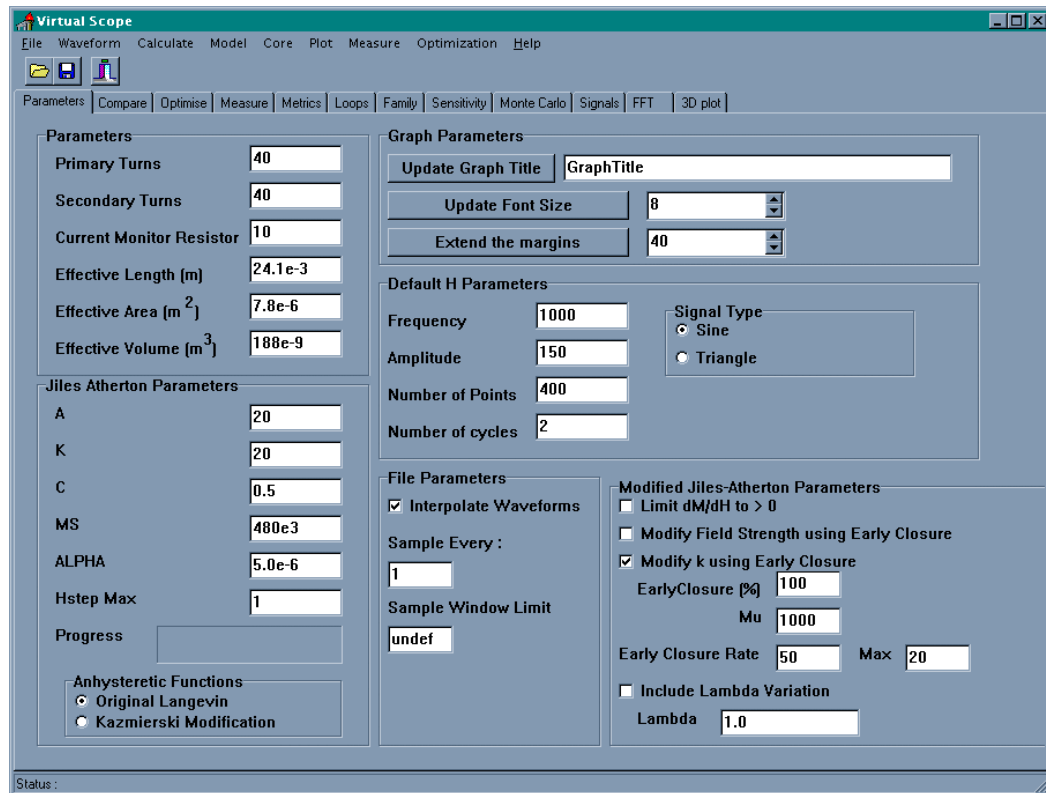 Virtual Scope
File Waveform Calculate Model Core Plot Measure Optimization Help
Parameters Compare Optimise Measure Metrics Loops Family Sensitivity Monte Carlo Signals FFT 3D plot
Parameters
Primary Turns 40
Secondary Turns 40
Current Monitor Resistor 10
Effective Length (m) 24.1e-3
Effective Area (m 2) 7.8e-6
Effective Volume (m3) 188e-9
Jiles Atherton Parameters
A 20
K 20
C 0.5
MS 480e3
ALPHA 5.0e-6
Hstep Max 1
Progress
Anhysteretic Functions
Original Langevin
Kazmierski Modification
Graph Parameters
Update Graph Title GraphTitle
Update Font Size 8
Extend the margins 40
Default H Parameters
Frequency 1000
Amplitude 150
Number of Points 400
Number of cycles 2
Signal Type
Sine
Triangle
File Parameters
Interpolate Waveforms
Sample Every :
1
Sample Window Limit
undef
Modified Jiles-Atherton Parameters
Limit dM/dH to > 0
Modify Field Strength using Early Closure
Modify k using Early Closure
EarlyClosure (%) 100
Mu 1000
Early Closure Rate 50 Max 20
Include Lambda Variation
Lambda 1.0
Status :